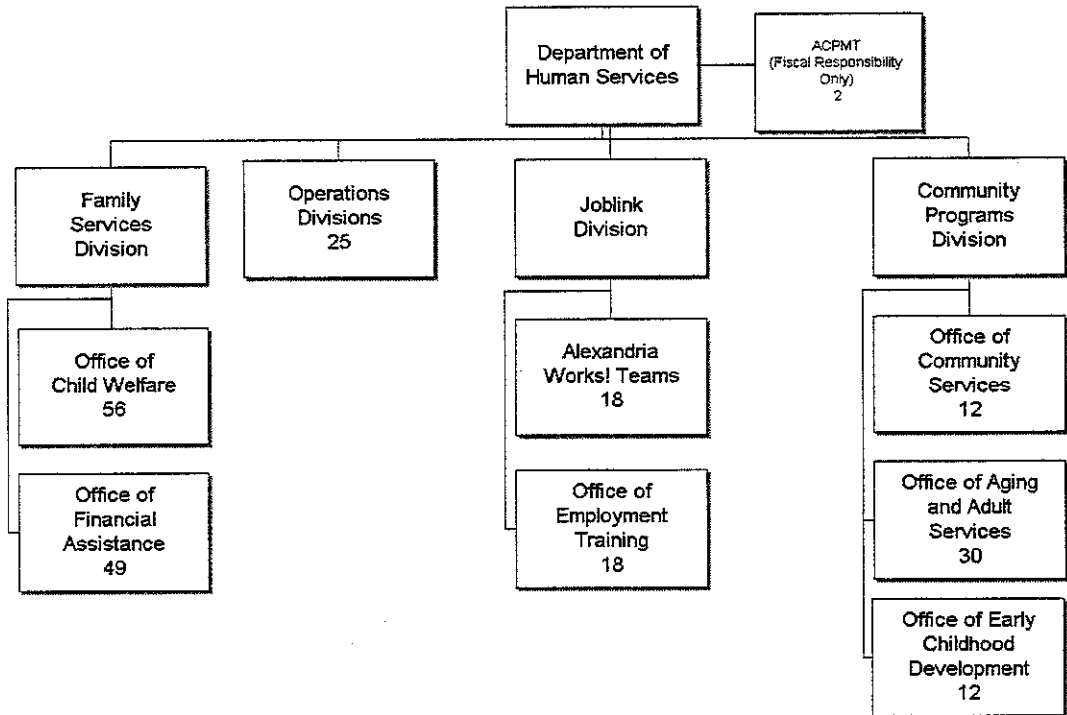 Department of
Human Services
ACPMT
(Fiscal Responsibility
Only)
2
Family
Services
Division
Operations
Divisions
25
Joblink
Division
Community
Programs
Division
Office of
Child Welfare
56
Alexandria
Works! Teams
18
Office of
Community
Services
12
Office of
Financial
Assistance
49
Office of
Employment
Training
18
Office of Aging
and Adult
Services
30
Office of Early
Childhood
Development
12